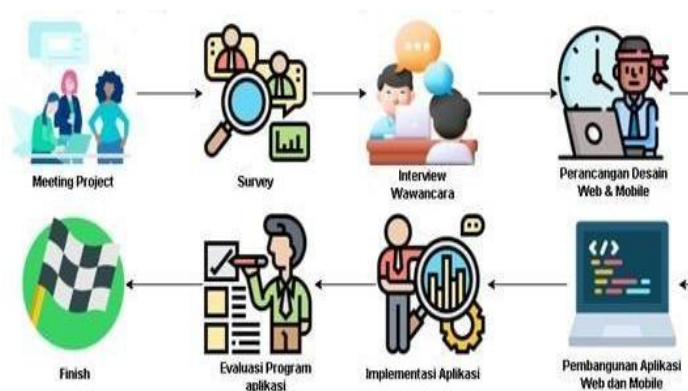 Meeting Project
Survey
Interview
Wawancara
Perancangan Desain
Web & Mobile
Finish
Evaluasi Program
aplikasi
Implementasi Aplikasi
</>
Pembangunan Aplikasi
Web dan Mobile